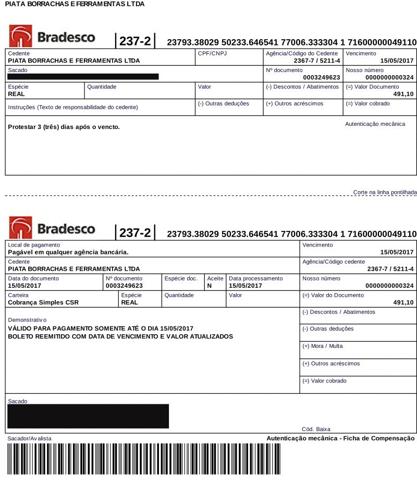 PIATA BORRACHAS E FERRAMENTAS LTDA
Bradesco 237-2 23793.38029 50233.646541 77006.333304 1 71600000049110
Cedente CPF/CNPJ Agência/Código do Cedente Vencimento
PIATA BORRACHAS E FERRAMENTAS LTDA 2367-7 / 5211-4 15/05/2017
Sacado Nº documento Nosso número
0003249623 0000000000324
Espécie Quantidade Valor (-) Descontos / Abatimentos (=) Valor Documento
REAL 491,10
Instruções (Texto de responsabilidade do cedente) (-) Outras deduções (+) Outros acréscimos (=) Valor cobrado
Protestar 3 (três) dias após o vencto. Autenticação mecânica
Corte na linha pontilhada
Bradesco 237-2 23793.38029 50233.646541 77006.333304 1 71600000049110
Local de pagamento Vencimento
Pagável em qualquer agência bancária. 15/05/2017
Cedente Agência/Código cedente
PIATA BORRACHAS E FERRAMENTAS LTDA 2367-7 / 5211-4
Data do documento Nº documento Espécie doc. Aceite Data processamento Nosso número
15/05/2017 0003249623 N 15/05/2017 0000000000324
Carteira Espécie Quantidade Valor (=) Valor do Documento
Cobrança Simples CSR REAL 491,10
(-) Descontos / Abatimentos
Demonstrativo
VÁLIDO PARA PAGAMENTO SOMENTE ATÉ O DIA 15/05/2017 (-) Outras deduções
BOLETO REEMITIDO COM DATA DE VENCIMENTO E VALOR ATUALIZADOS
(+) Mora / Multa
(+) Outros acréscimos
(=) Valor cobrado
Sacado
Cód. Baixa
Sacador/Avalista Autenticação mecânica - Ficha de Compensação